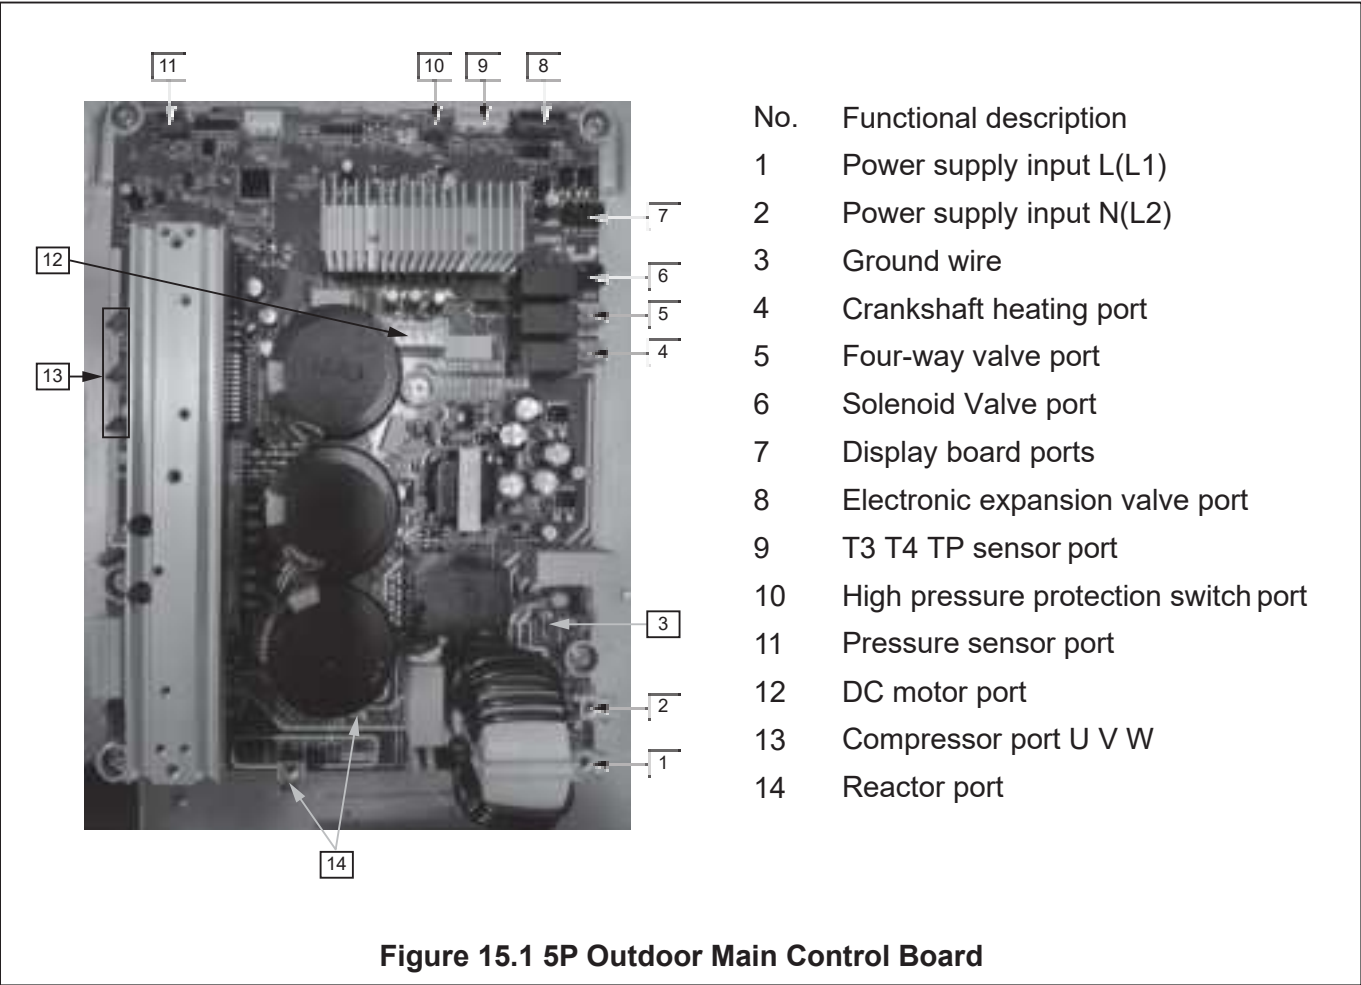 11
10
9
8
7
12
6
5
4
13
3
2
1
14
No. Functional description
1 Power supply input L(L1)
2 Power supply input N(L2)
3 Ground wire
4 Crankshaft heating port
5 Four-way valve port
6 Solenoid Valve port
7 Display board ports
8 Electronic expansion valve port
9 T3 T4 TP sensor port
10 High pressure protection switch port
11 Pressure sensor port
12 DC motor port
13 Compressor port U V W
14 Reactor port
Figure 15.1 5P Outdoor Main Control Board